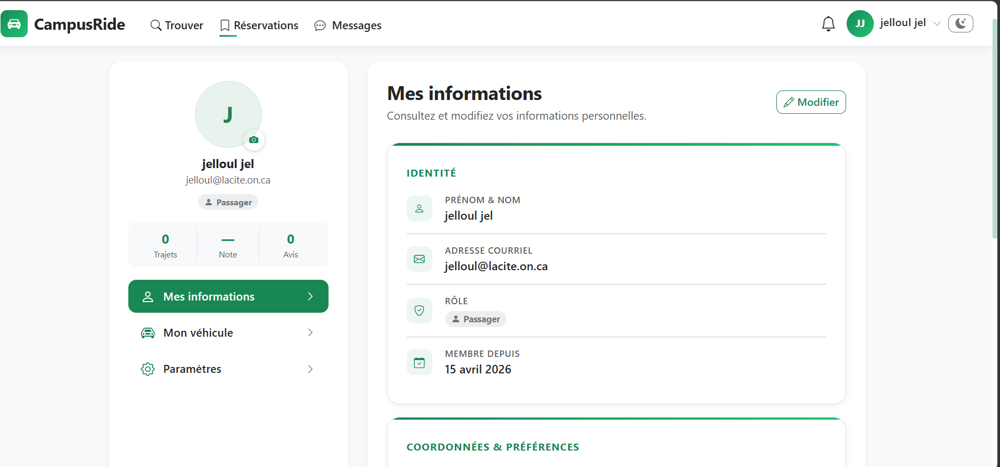 CampusRide
Trouver
Réservations
Messages
JJ
jelloul jel
J
jelloul jel
jelloul@lacite.on.ca
Passager
0
Trajets
—
Note
0
Avis
Mes informations
Mon véhicule
Paramètres
Mes informations
Consultez et modifiez vos informations personnelles.
Modifier
IDENTITÉ
PRÉNOM & NOM
jelloul jel
ADRESSE COURRIEL
jelloul@lacite.on.ca
RÔLE
Passager
MEMBRE DEPUIS
15 avril 2026
COORDONNÉES & PRÉFÉRENCES